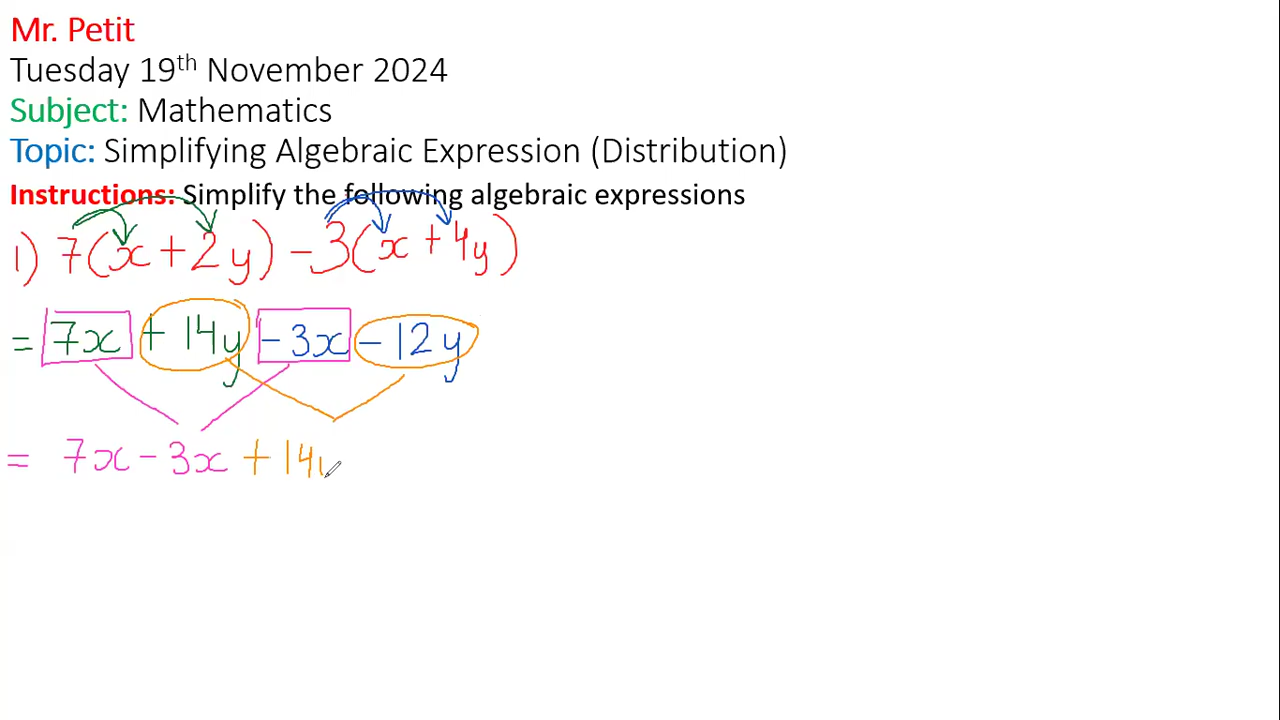 Mr. Petit
Tuesday 19th November 2024
Subject: Mathematics
Topic: Simplifying Algebraic Expression (Distribution)
Instructions: Simplify the following algebraic expressions
1) 7(x + 2y) - 3(x + 4y)
= 7x + 14y - 3x - 12y
= 7x - 3x + 14